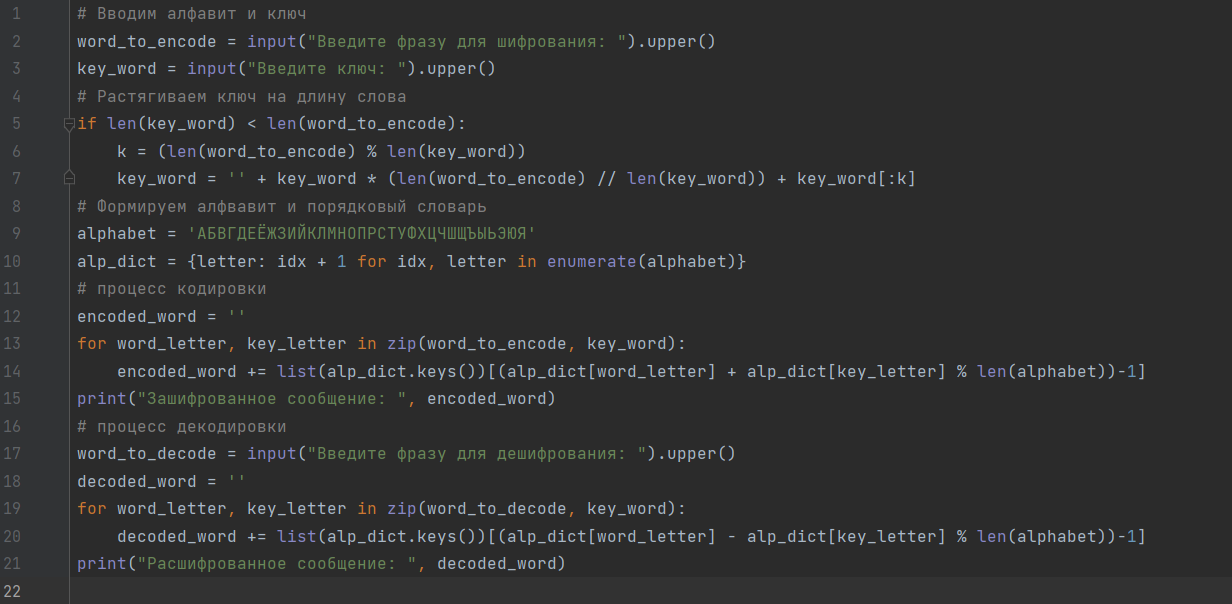 1 # Вводим алфавит и ключ
2 word_to_encode = input("Введите фразу для шифрования: ").upper()
3 key_word = input("Введите ключ: ").upper()
4 # Растягиваем ключ на длину слова
5 if len(key_word) < len(word_to_encode):
6     k = (len(word_to_encode) % len(key_word))
7     key_word = '' + key_word * (len(word_to_encode) // len(key_word)) + key_word[:k]
8 # Формируем алфвавит и порядковый словарь
9 alphabet = 'АБВГДЕЁЖЗИЙКЛМНОПРСТУФХЦЧШЩЪЫЬЭЮЯ'
10 alp_dict = {letter: idx + 1 for idx, letter in enumerate(alphabet)}
11 # процесс кодировки
12 encoded_word = ''
13 for word_letter, key_letter in zip(word_to_encode, key_word):
14     encoded_word += list(alp_dict.keys())[(alp_dict[word_letter] + alp_dict[key_letter] % len(alphabet))-1]
15 print("Зашифрованное сообщение: ", encoded_word)
16 # процесс декодировки
17 word_to_decode = input("Введите фразу для дешифрования: ").upper()
18 decoded_word = ''
19 for word_letter, key_letter in zip(word_to_decode, key_word):
20     decoded_word += list(alp_dict.keys())[(alp_dict[word_letter] - alp_dict[key_letter] % len(alphabet))-1]
21 print("Расшифрованное сообщение: ", decoded_word)
22